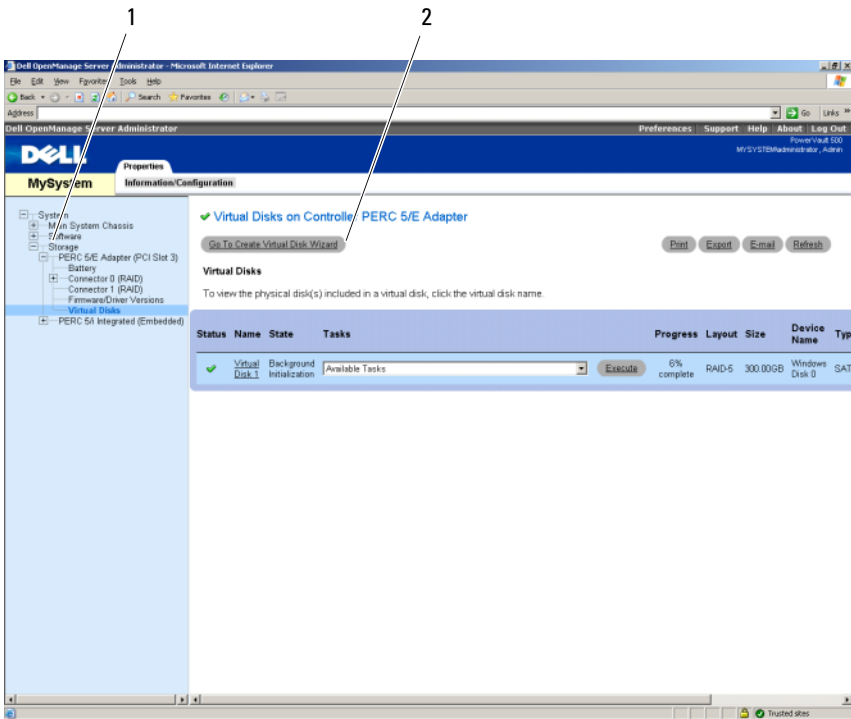 1 2
Dell OpenManage Server Administrator - Microsoft Internet Explorer
File Edit View Favorites Tools Help
Back Search Favorites
Address Go Links »
Dell OpenManage Server Administrator Preferences Support Help About Log Out
DELL
PowerVault 500
MYSYSTEM\administrator, Admin
Properties
MySystem
Information/Configuration
System
Main System Chassis
Software
Storage
PERC 5/E Adapter (PCI Slot 3)
Battery
Connector 0 (RAID)
Connector 1 (RAID)
Firmware/Driver Versions
Virtual Disks
PERC 5/i Integrated (Embedded)
Virtual Disks on Controller PERC 5/E Adapter
Go To Create Virtual Disk Wizard Print Export E-mail Refresh
Virtual Disks
To view the physical disk(s) included in a virtual disk, click the virtual disk name.
Status Name State Tasks Progress Layout Size Device Name Typ
Virtual Disk 1 Background Initialization Available Tasks Execute 6% complete RAID-5 300.00GB Windows Disk 0 SAT
Trusted sites